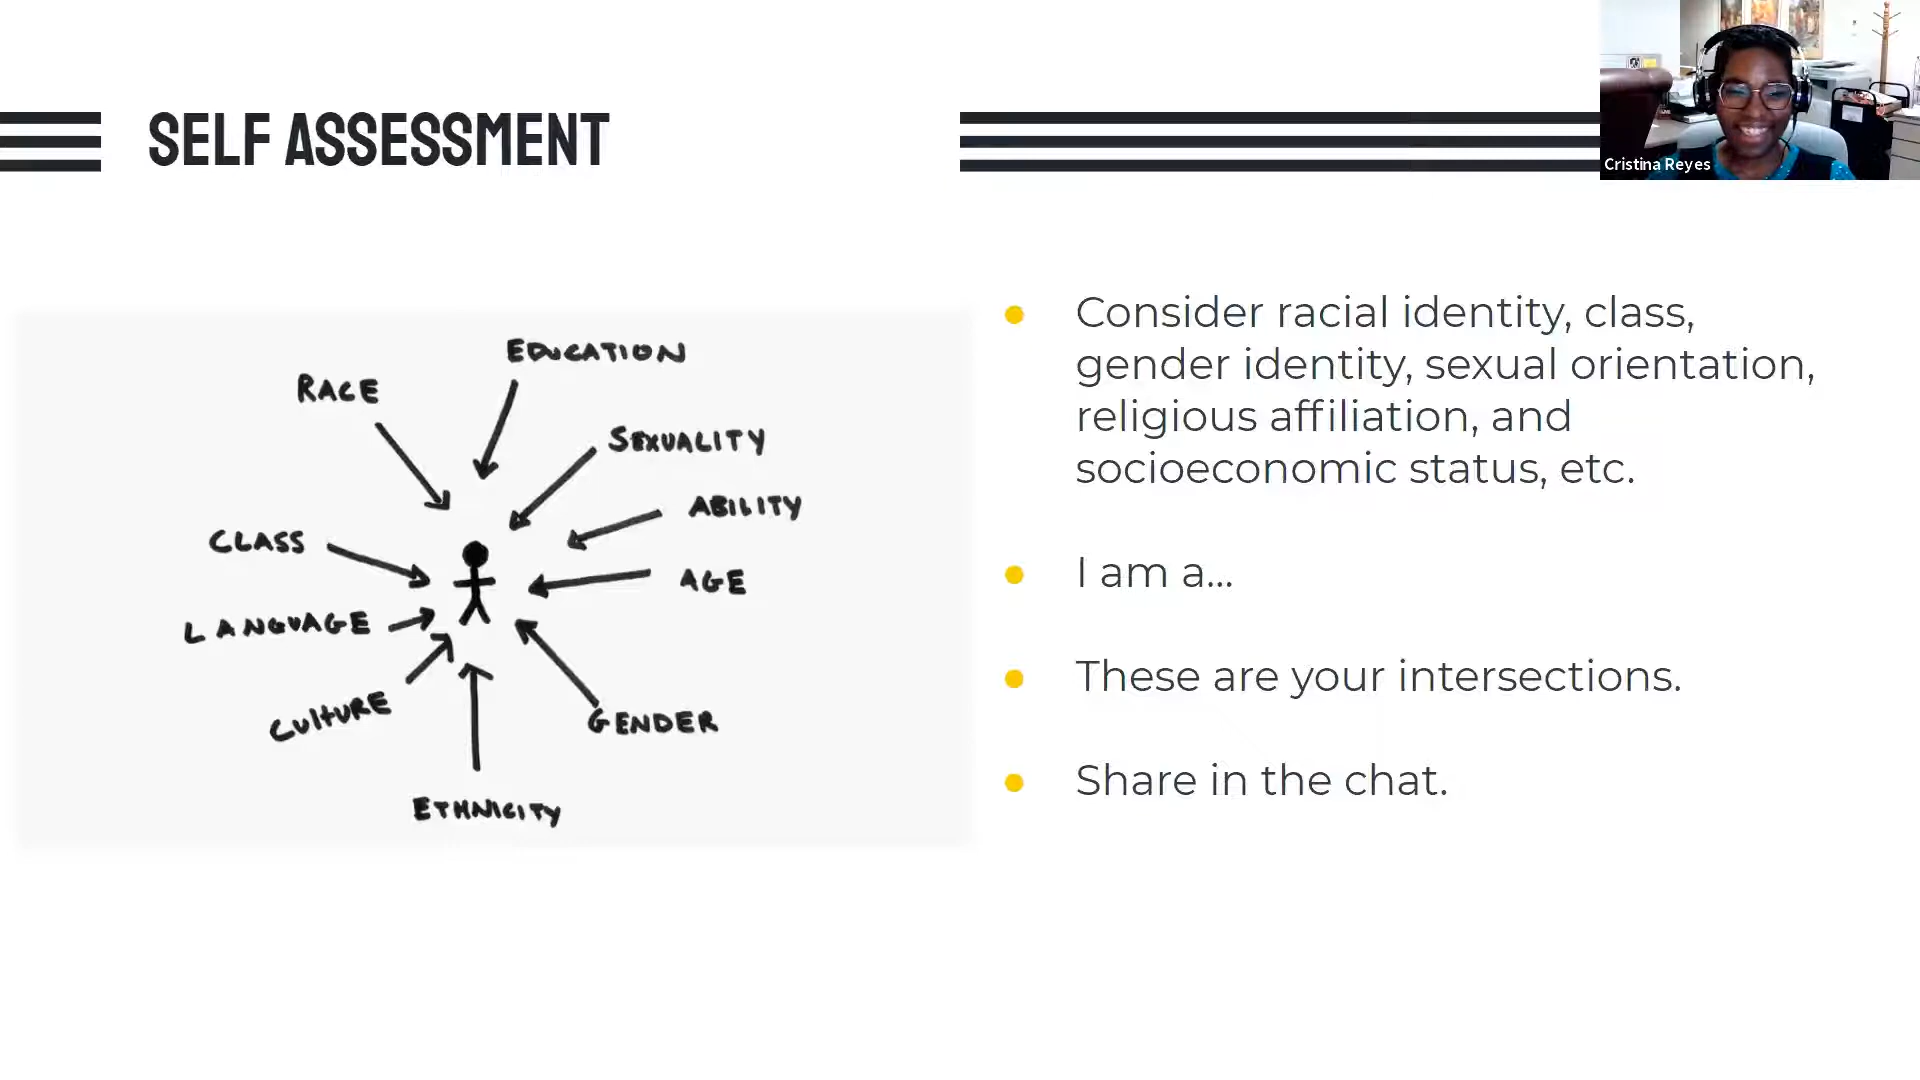 SELF ASSESSMENT
Cristina Reyes
EDUCATION
RACE
SEXUALITY
ABILITY
CLASS
AGE
LANGUAGE
CULTURE
GENDER
ETHNICITY
Consider racial identity, class,
gender identity, sexual orientation,
religious affiliation, and
socioeconomic status, etc.
I am a...
These are your intersections.
Share in the chat.